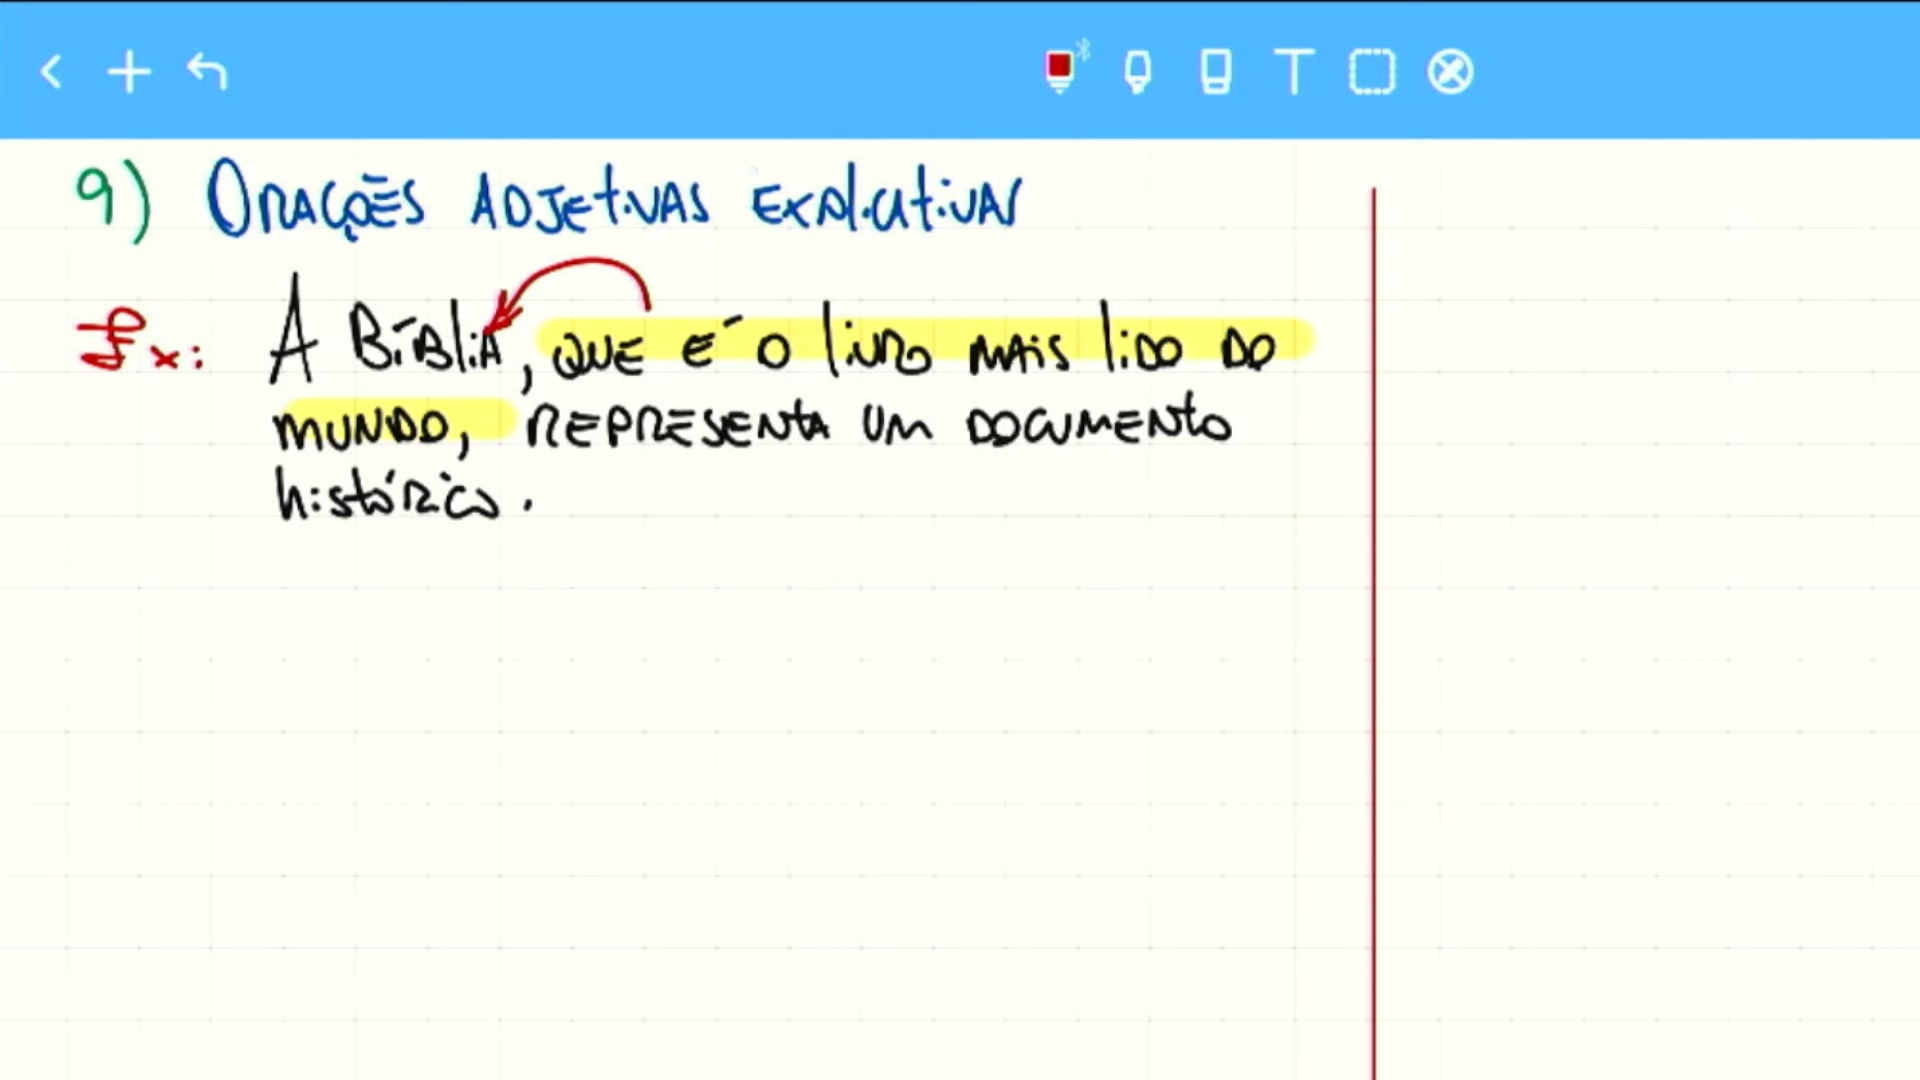 9) Orações Adjetivas Explicativas
Ex: A Bíblia, que é o livro mais lido do
mundo, representa um documento
histórico.